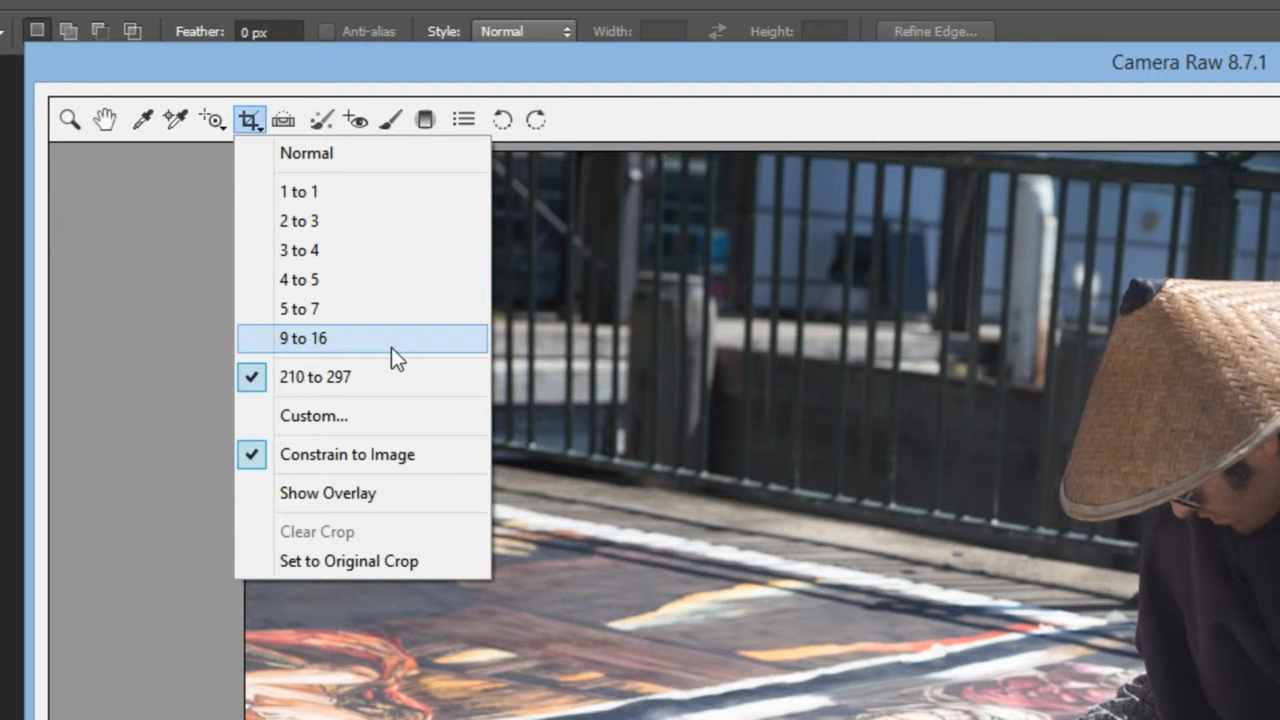 Feather: 0 px Anti-alias Style: Normal Width: Height: Refine Edge...
Camera Raw 8.7.1
Normal
1 to 1
2 to 3
3 to 4
4 to 5
5 to 7
9 to 16
210 to 297
Custom...
Constrain to Image
Show Overlay
Clear Crop
Set to Original Crop